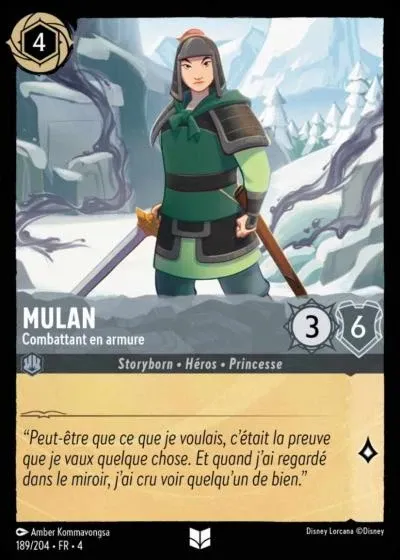 4
MULAN
Combattant en armure
3
6
Storyborn • Héros • Princesse
“Peut-être que ce que je voulais, c’était la preuve
que je vaux quelque chose. Et quand j’ai regardé
dans le miroir, j’ai cru voir quelqu’un de bien.”
Amber Kommavongsa
189/204 • FR • 4
Disney Lorcana ©Disney